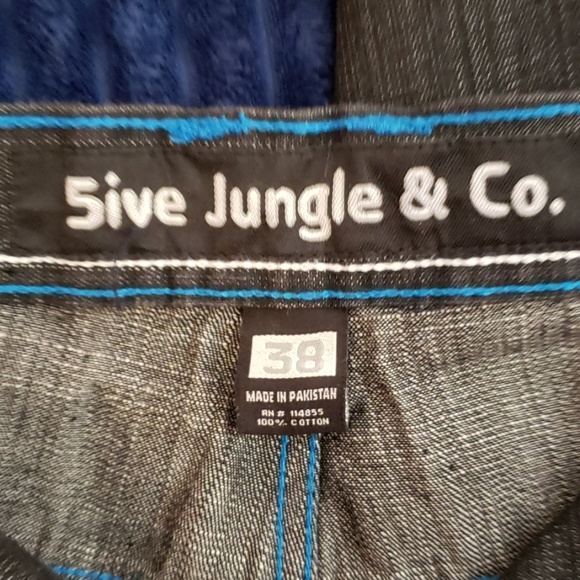 5ive Jungle & Co.
38
MADE IN PAKISTAN
RN # 114855
100% COTTON